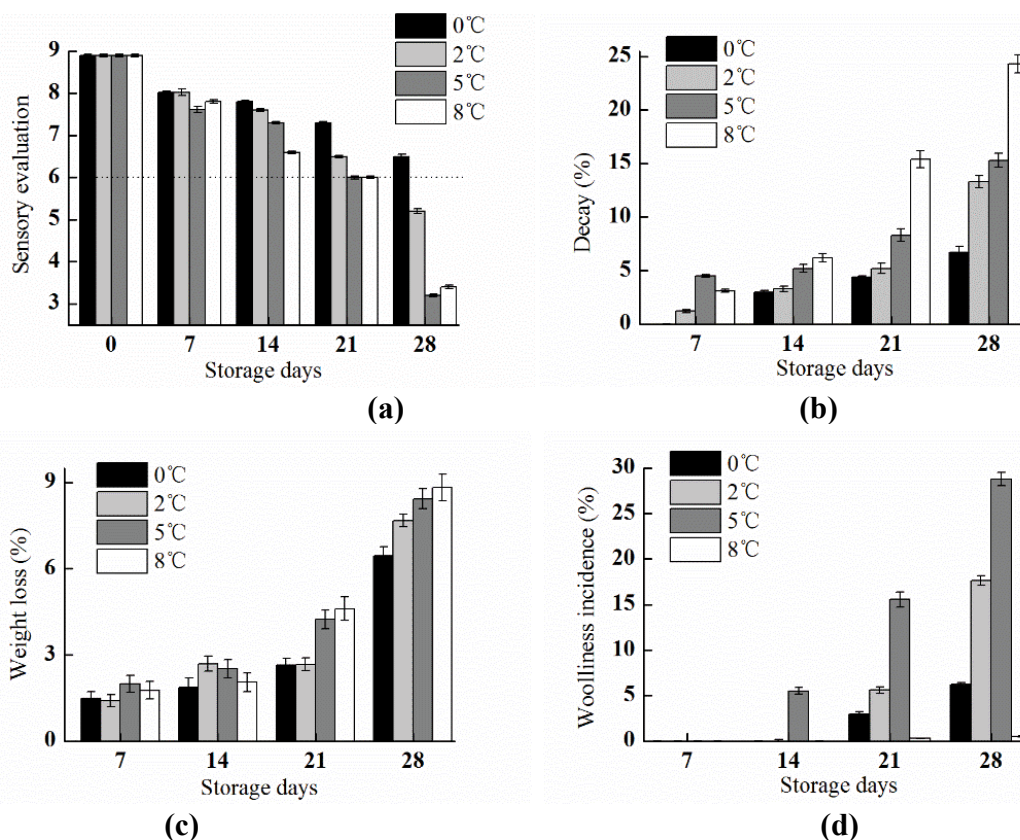 0℃
2℃
5℃
8℃
9
8
7
6
5
4
3
Sensory evaluation
0 7 14 21 28
Storage days
(a)
0℃
2℃
5℃
8℃
25
20
15
10
5
0
Decay (%)
7 14 21 28
Storage days
(b)
0℃
2℃
5℃
8℃
9
6
3
0
Weight loss (%)
7 14 21 28
Storage days
(c)
0℃
2℃
5℃
8℃
30
25
20
15
10
5
0
Woolliness incidence (%)
7 14 21 28
Storage days
(d)